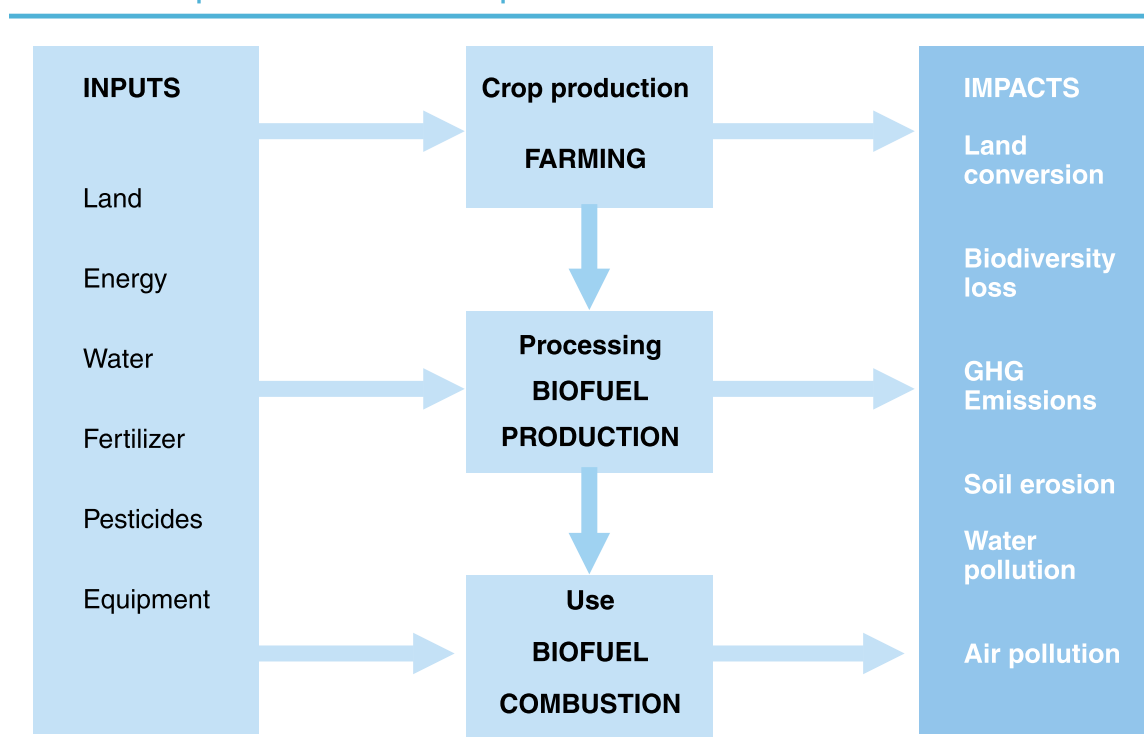 INPUTS
Land
Energy
Water
Fertilizer
Pesticides
Equipment
Crop production
FARMING
Processing
BIOFUEL
PRODUCTION
Use
BIOFUEL
COMBUSTION
IMPACTS
Land
conversion
Biodiversity
loss
GHG
Emissions
Soil erosion
Water
pollution
Air pollution